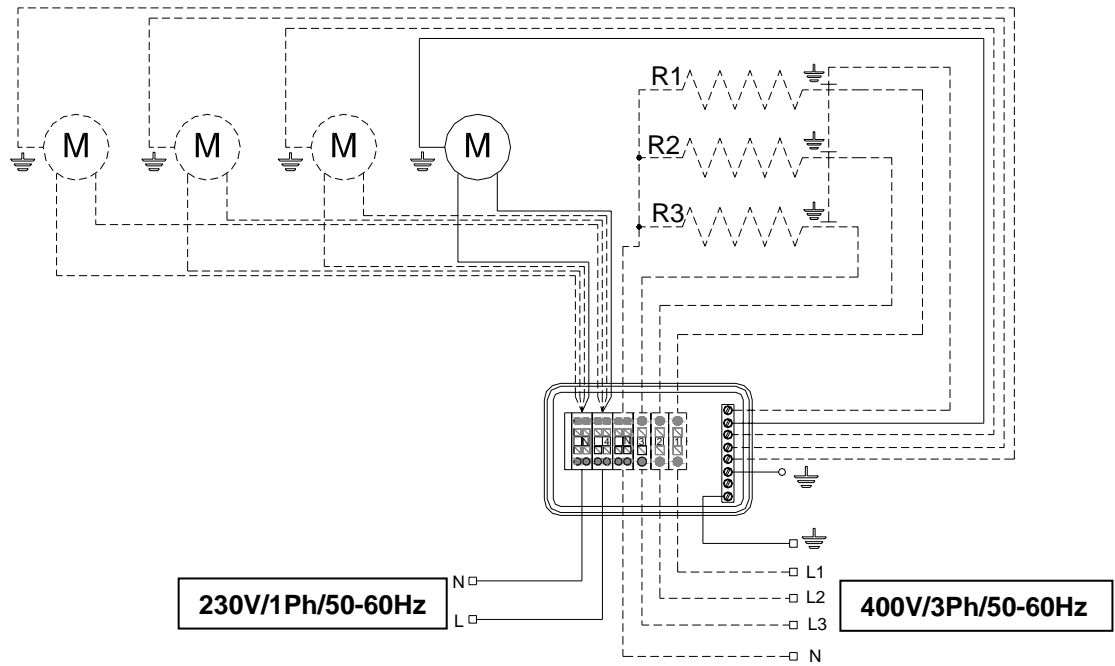 R1
R2
R3
M M M M
N 4 N 3 2 1
N
L
230V/1Ph/50-60Hz
L1
L2
L3
N
400V/3Ph/50-60Hz